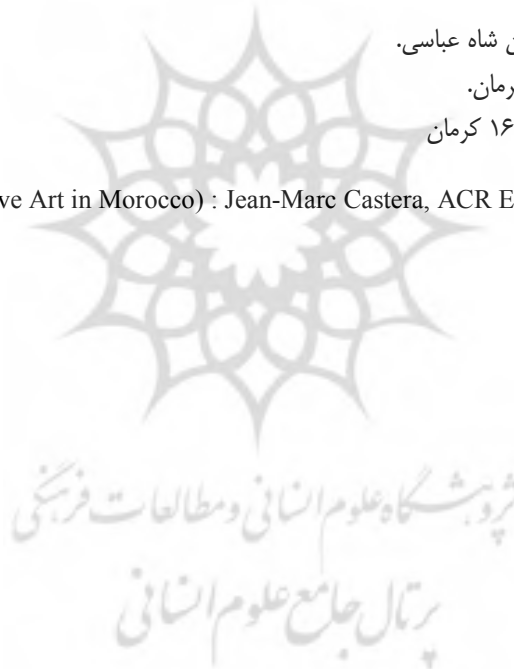 ن شاه عباسی.
رمان.
۱۶ کرمان
ve Art in Morocco) : Jean-Marc Castera, ACR E
پژوهشگاه علوم انسانی و مطالعات فرهنگی
پرتال جامع علوم انسانی